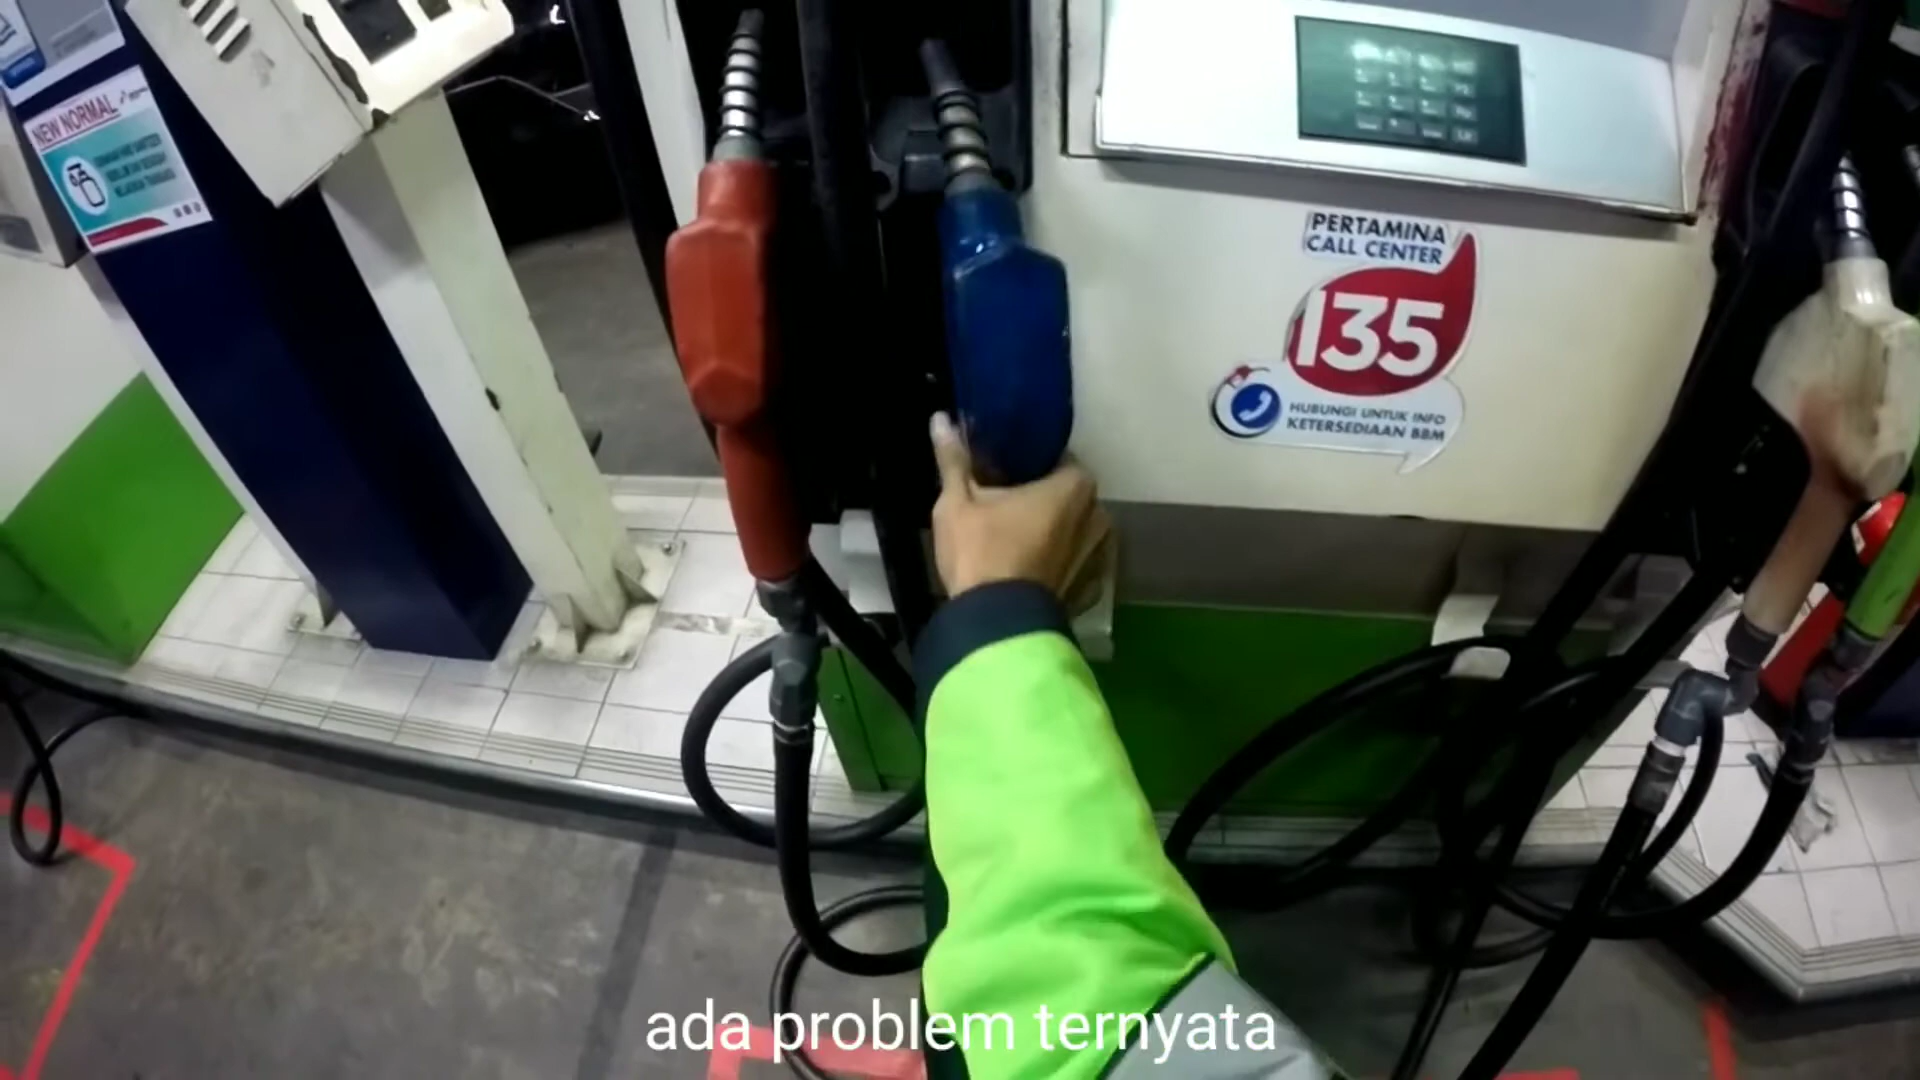 NEW NORMAL
PERTAMINA
CALL CENTER
135
HUBUNGI UNTUK INFO
KETERSEDIAAN BBM
ada problem ternyata